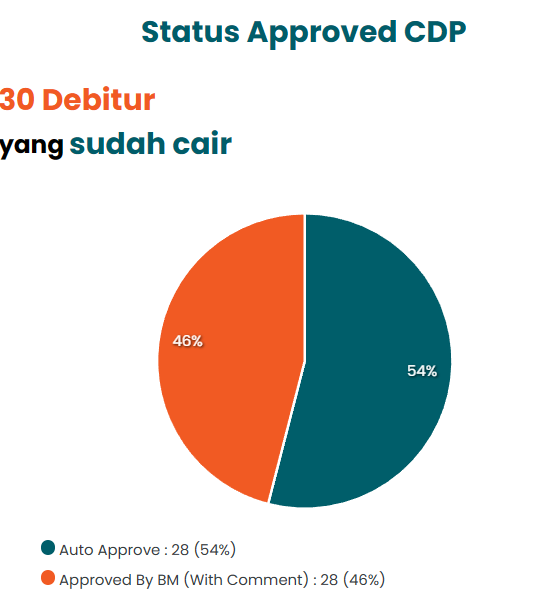 Status Approved CDP
30 Debitur
yang sudah cair
46%
54%
Auto Approve : 28 (54%)
Approved By BM (With Comment) : 28 (46%)